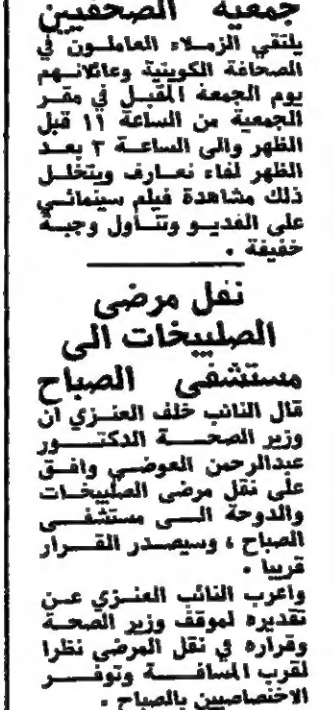 جمعية الصحفيين
يلتقي الزملاء العاملون في
الصحافة الكويتية وعائلاتهم
يوم الجمعة المقبل في مقر
الجمعية من الساعة ١١ قبل
الظهر والى الساعة ٣ بعد
الظهر لقاء تعارف ويتخلل
ذلك مشاهدة فيلم سينمائي
على الفديو وتناول وجبة
خفيفة .
نقل مرضى
الصليبخات الى
مستشفى الصباح
قال النائب خلف العنزي ان
وزير الصحة الدكتور
عبدالرحمن العوضي وافق
على نقل مرضى الصليبخات
والدوحة الى مستشفى
الصباح ، وسيصدر القرار
قريبا .
واعرب النائب العنزي عن
تقديره لموقف وزير الصحة
وقراره في نقل المرضى نظرا
لقرب المسافة وتوفر
الاختصاصيين بالصباح .